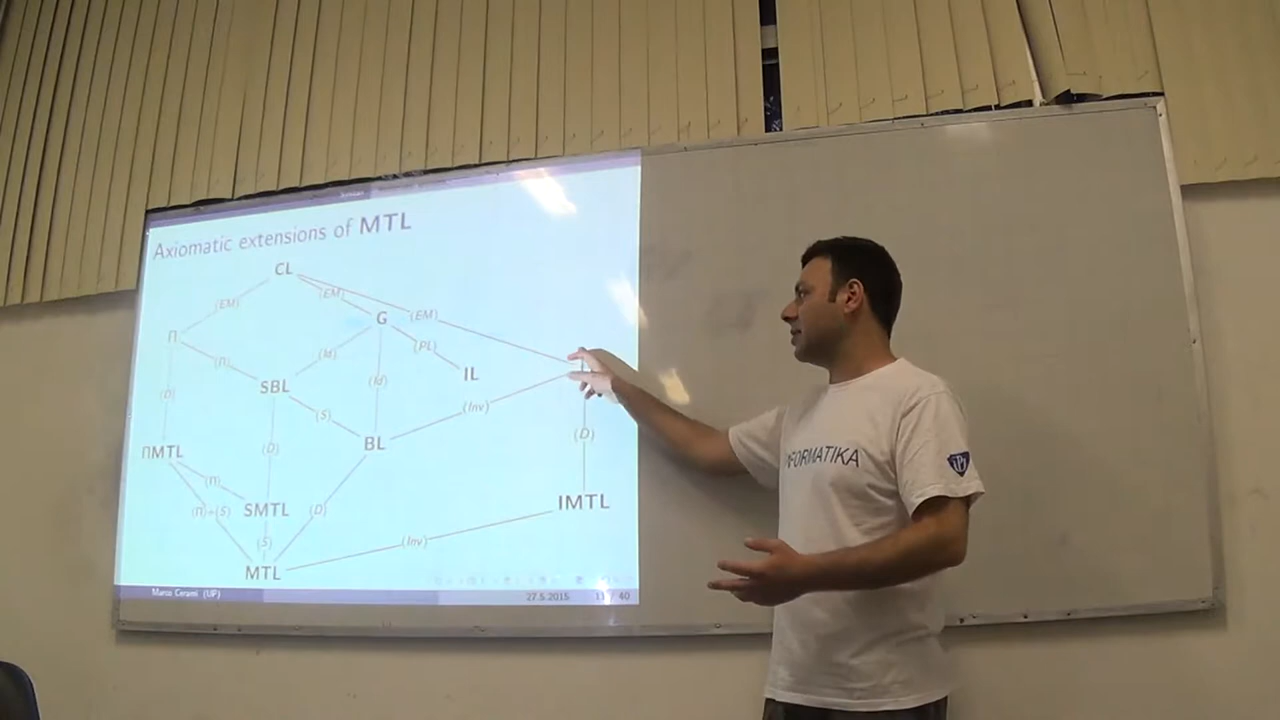 Axiomatic extensions of MTL
CL
(EM)
(EM)
G
(EM)
Π
(Π)
(Id)
(PL)
(D)
SBL
(Id)
IL
(S)
(Inv)
(D)
BL
(D)
ΠMTL
(Π)
(Π)+(S)
SMTL
(D)
IMTL
(S)
(Inv)
MTL
Marco Cerami (UP)
27.5.2015
/ 40
FORMATIKA